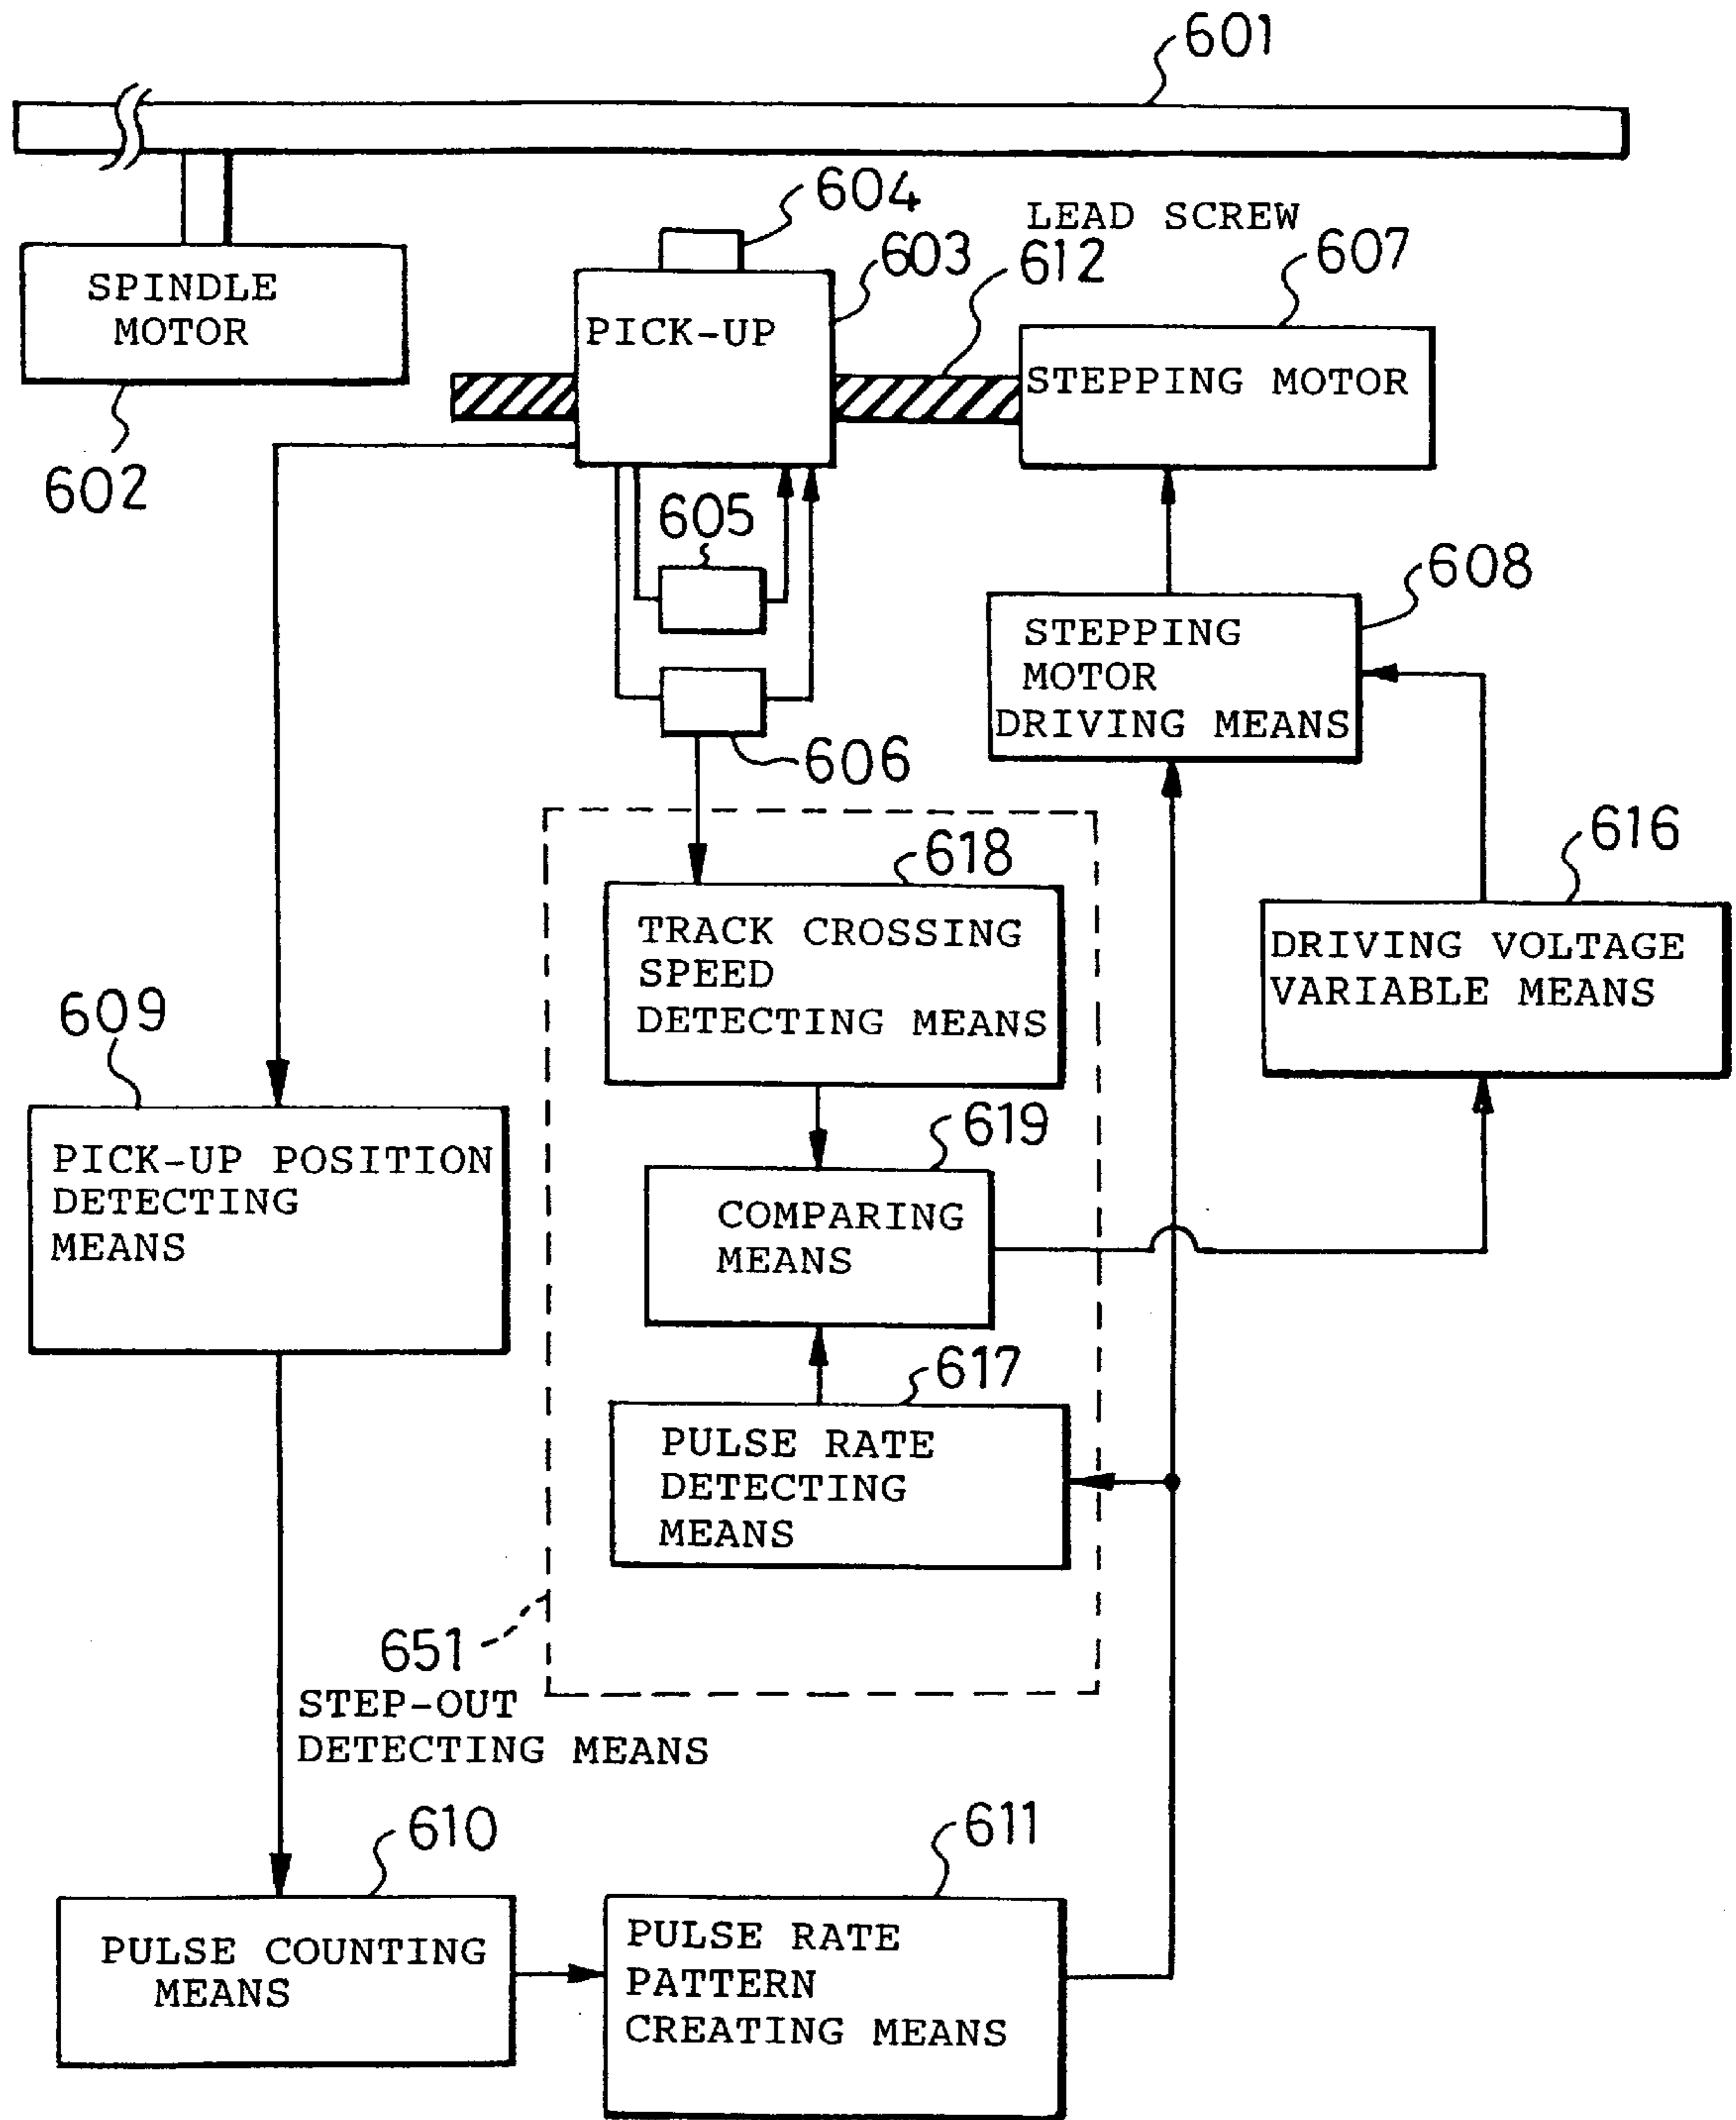 601
604
LEAD SCREW
603
612
607
SPINDLE
MOTOR
PICK-UP
STEPPING MOTOR
602
605
608
STEPPING
MOTOR
DRIVING MEANS
606
616
618
TRACK CROSSING
SPEED
DETECTING MEANS
DRIVING VOLTAGE
VARIABLE MEANS
609
PICK-UP POSITION
DETECTING
MEANS
619
COMPARING
MEANS
617
PULSE RATE
DETECTING
MEANS
651
STEP-OUT
DETECTING MEANS
610
611
PULSE COUNTING
MEANS
PULSE RATE
PATTERN
CREATING MEANS